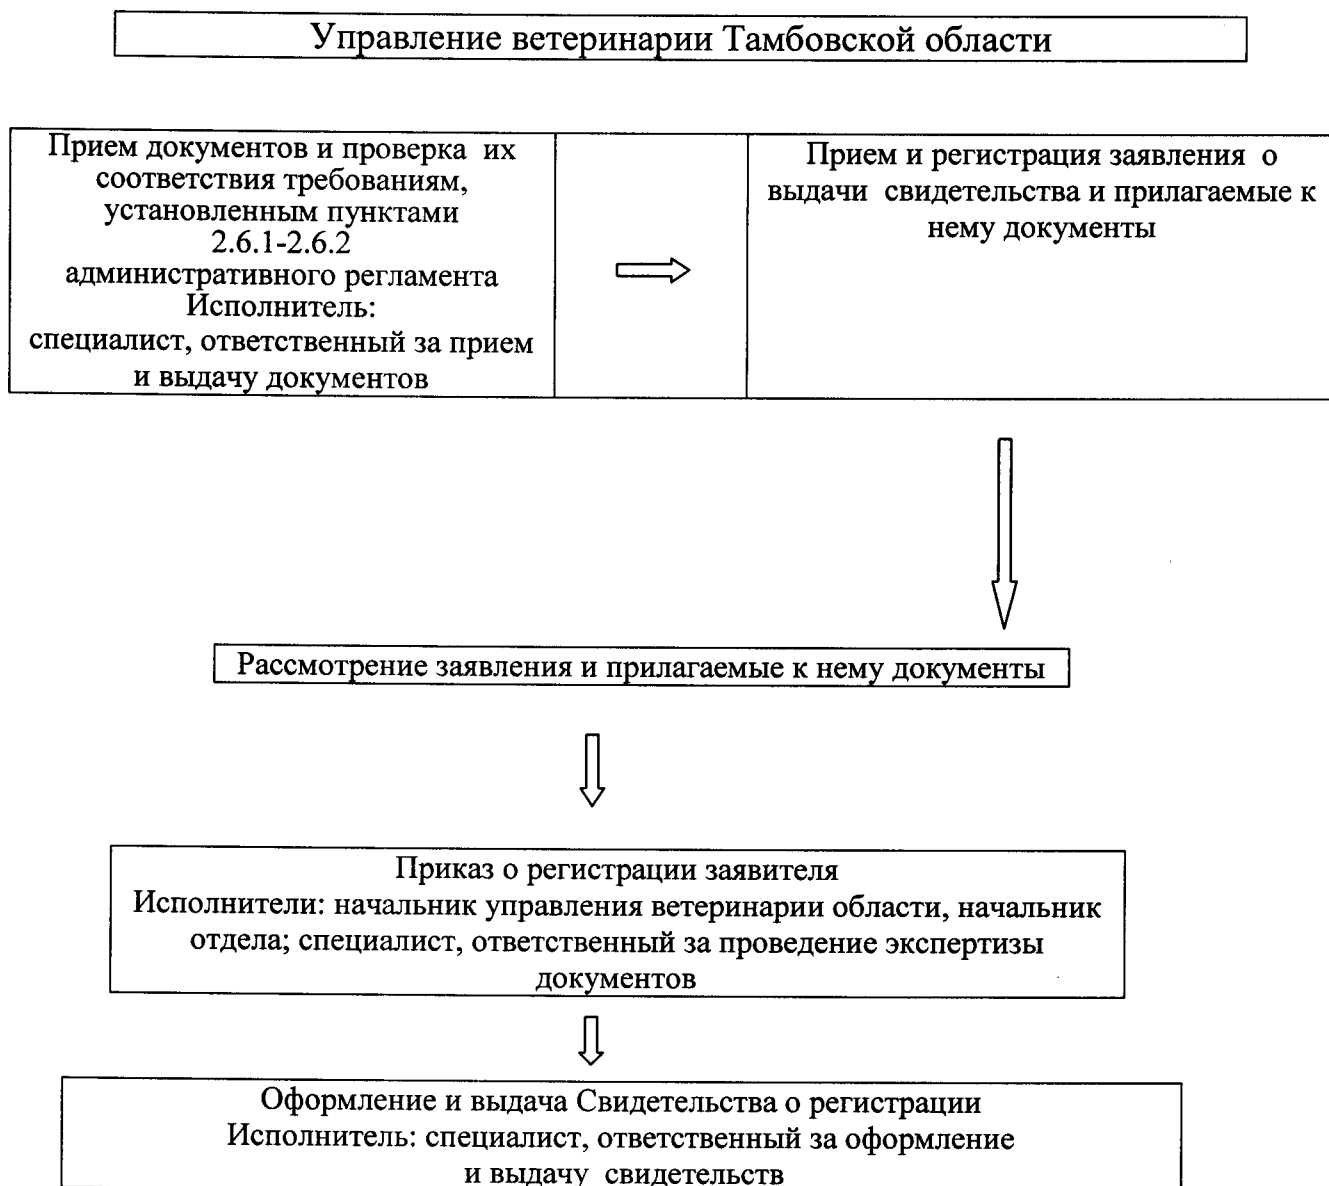 Управление ветеринарии Тамбовской области
Прием документов и проверка их
соответствия требованиям,
установленным пунктами
2.6.1-2.6.2
административного регламента
Исполнитель:
специалист, ответственный за прием
и выдачу документов
Прием и регистрация заявления о
выдачи свидетельства и прилагаемые к
нему документы
Рассмотрение заявления и прилагаемые к нему документы
Приказ о регистрации заявителя
Исполнители: начальник управления ветеринарии области, начальник
отдела; специалист, ответственный за проведение экспертизы
документов
Оформление и выдача Свидетельства о регистрации
Исполнитель: специалист, ответственный за оформление
и выдачу свидетельств